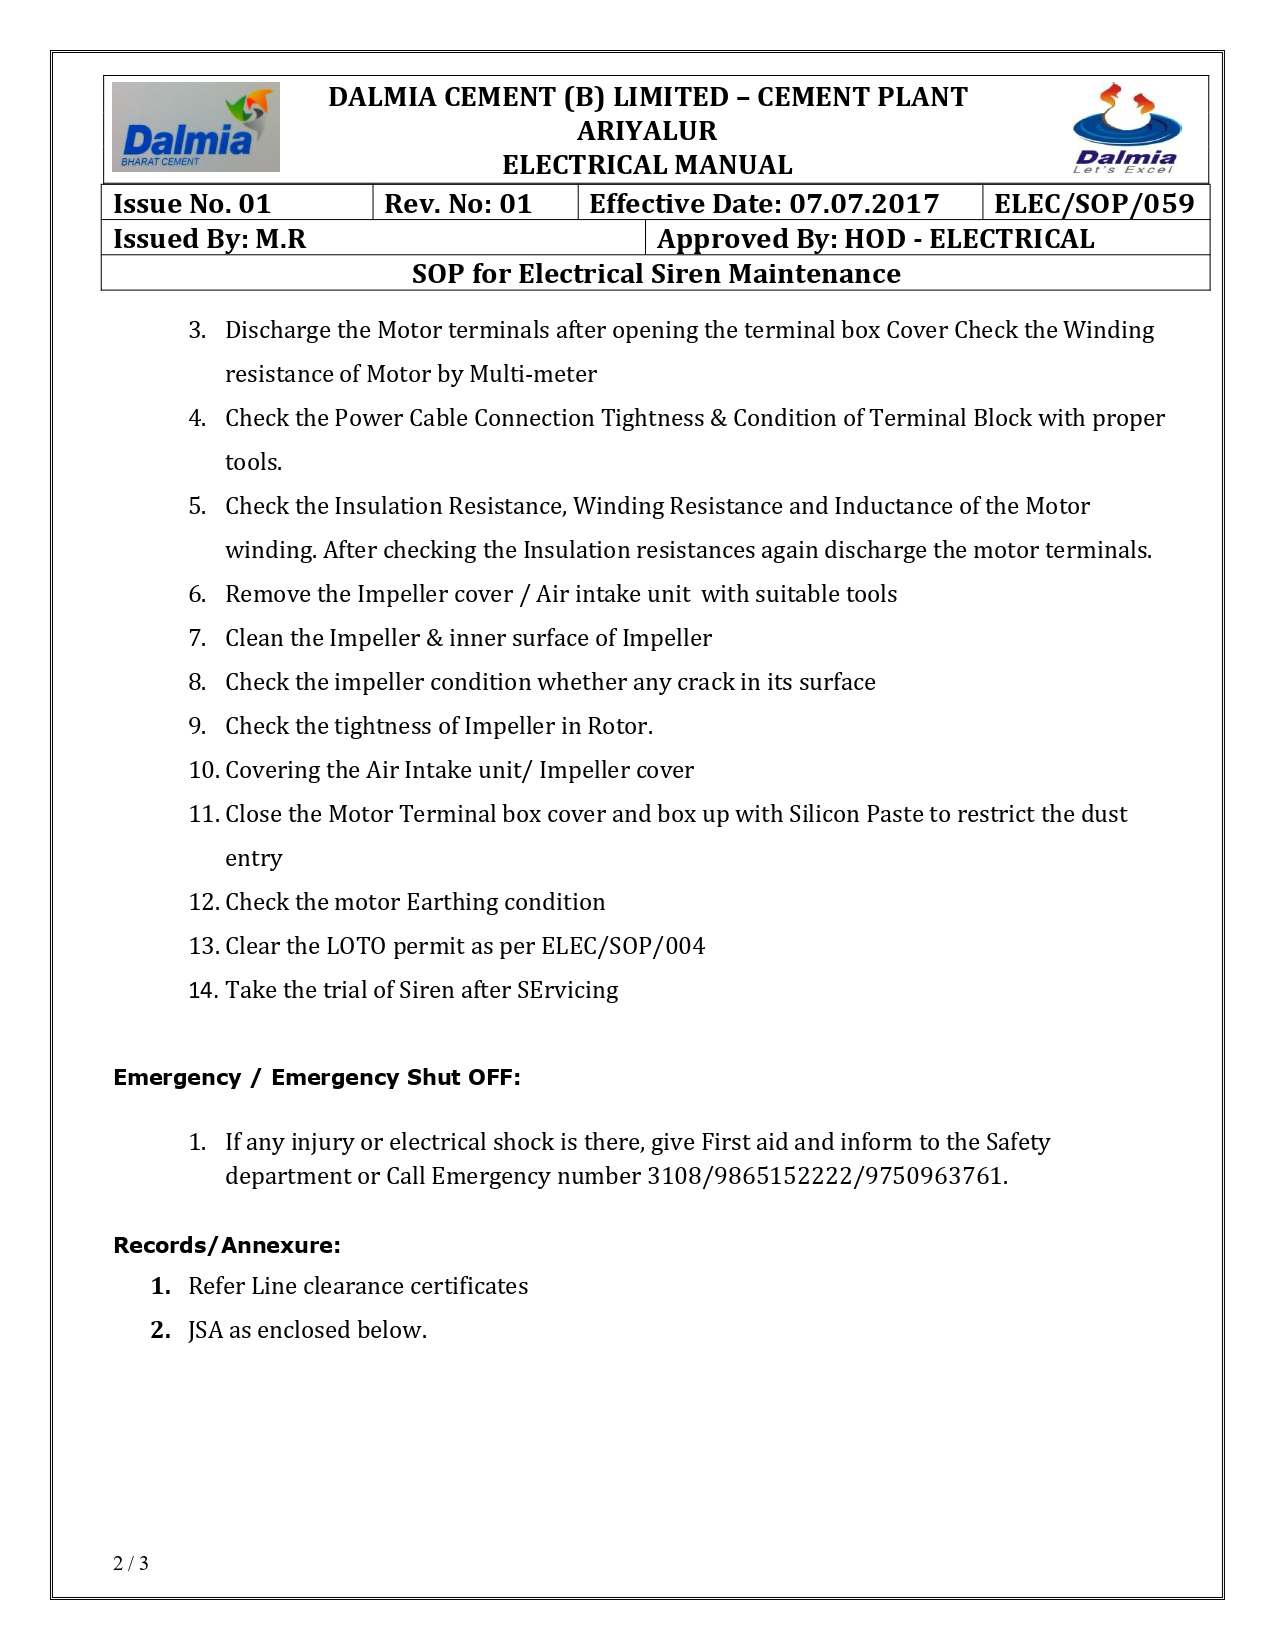 Dalmia
BHARAT CEMENT
DALMIA CEMENT (B) LIMITED – CEMENT PLANT
ARIYALUR
ELECTRICAL MANUAL
Dalmia
Let's Excel
Issue No. 01 Rev. No: 01 Effective Date: 07.07.2017 ELEC/SOP/059
Issued By: M.R Approved By: HOD - ELECTRICAL
SOP for Electrical Siren Maintenance
3. Discharge the Motor terminals after opening the terminal box Cover Check the Winding
resistance of Motor by Multi-meter
4. Check the Power Cable Connection Tightness & Condition of Terminal Block with proper
tools.
5. Check the Insulation Resistance, Winding Resistance and Inductance of the Motor
winding. After checking the Insulation resistances again discharge the motor terminals.
6. Remove the Impeller cover / Air intake unit with suitable tools
7. Clean the Impeller & inner surface of Impeller
8. Check the impeller condition whether any crack in its surface
9. Check the tightness of Impeller in Rotor.
10. Covering the Air Intake unit/ Impeller cover
11. Close the Motor Terminal box cover and box up with Silicon Paste to restrict the dust
entry
12. Check the motor Earthing condition
13. Clear the LOTO permit as per ELEC/SOP/004
14. Take the trial of Siren after SErvicing
Emergency / Emergency Shut OFF:
1. If any injury or electrical shock is there, give First aid and inform to the Safety
department or Call Emergency number 3108/9865152222/9750963761.
Records/Annexure:
1. Refer Line clearance certificates
2. JSA as enclosed below.
2 / 3